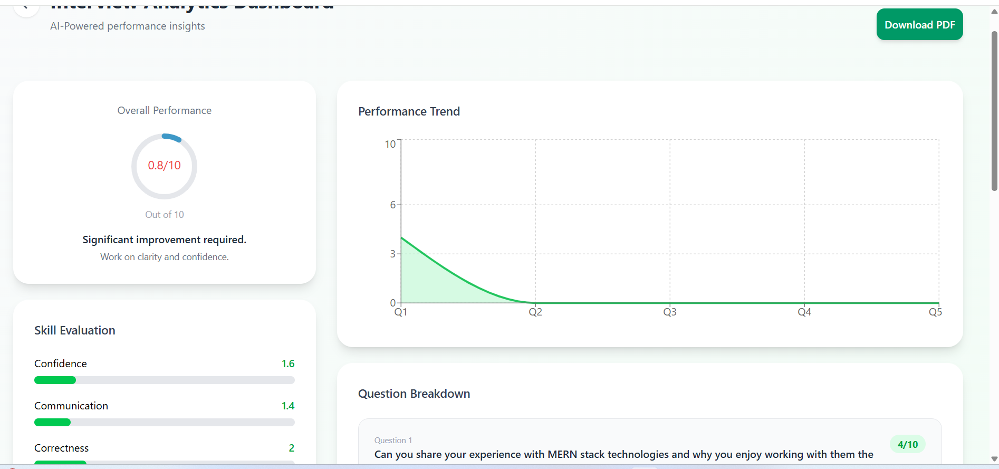 Interview Analytics Dashboard
AI-Powered performance insights
Download PDF
Overall Performance
0.8/10
Out of 10
Significant improvement required.
Work on clarity and confidence.
Skill Evaluation
Confidence 1.6
Communication 1.4
Correctness 2
Performance Trend
10
6
3
0
Q1 Q2 Q3 Q4 Q5
Question Breakdown
Question 1
Can you share your experience with MERN stack technologies and why you enjoy working with them the
4/10